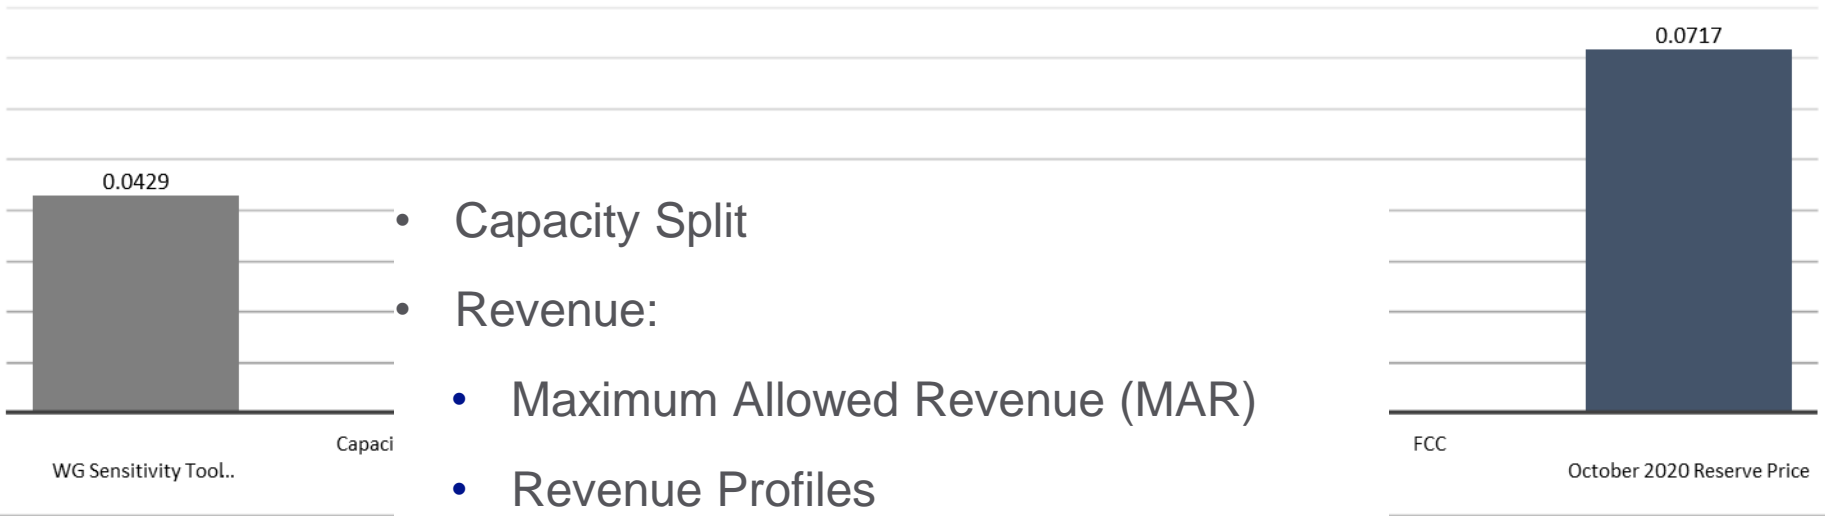 0.0717
0.0429
• Capacity Split
• Revenue:
• Maximum Allowed Revenue (MAR)
Capaci
FCC
WG Sensitivity Tool..
October 2020 Reserve Price
• Revenue Profiles